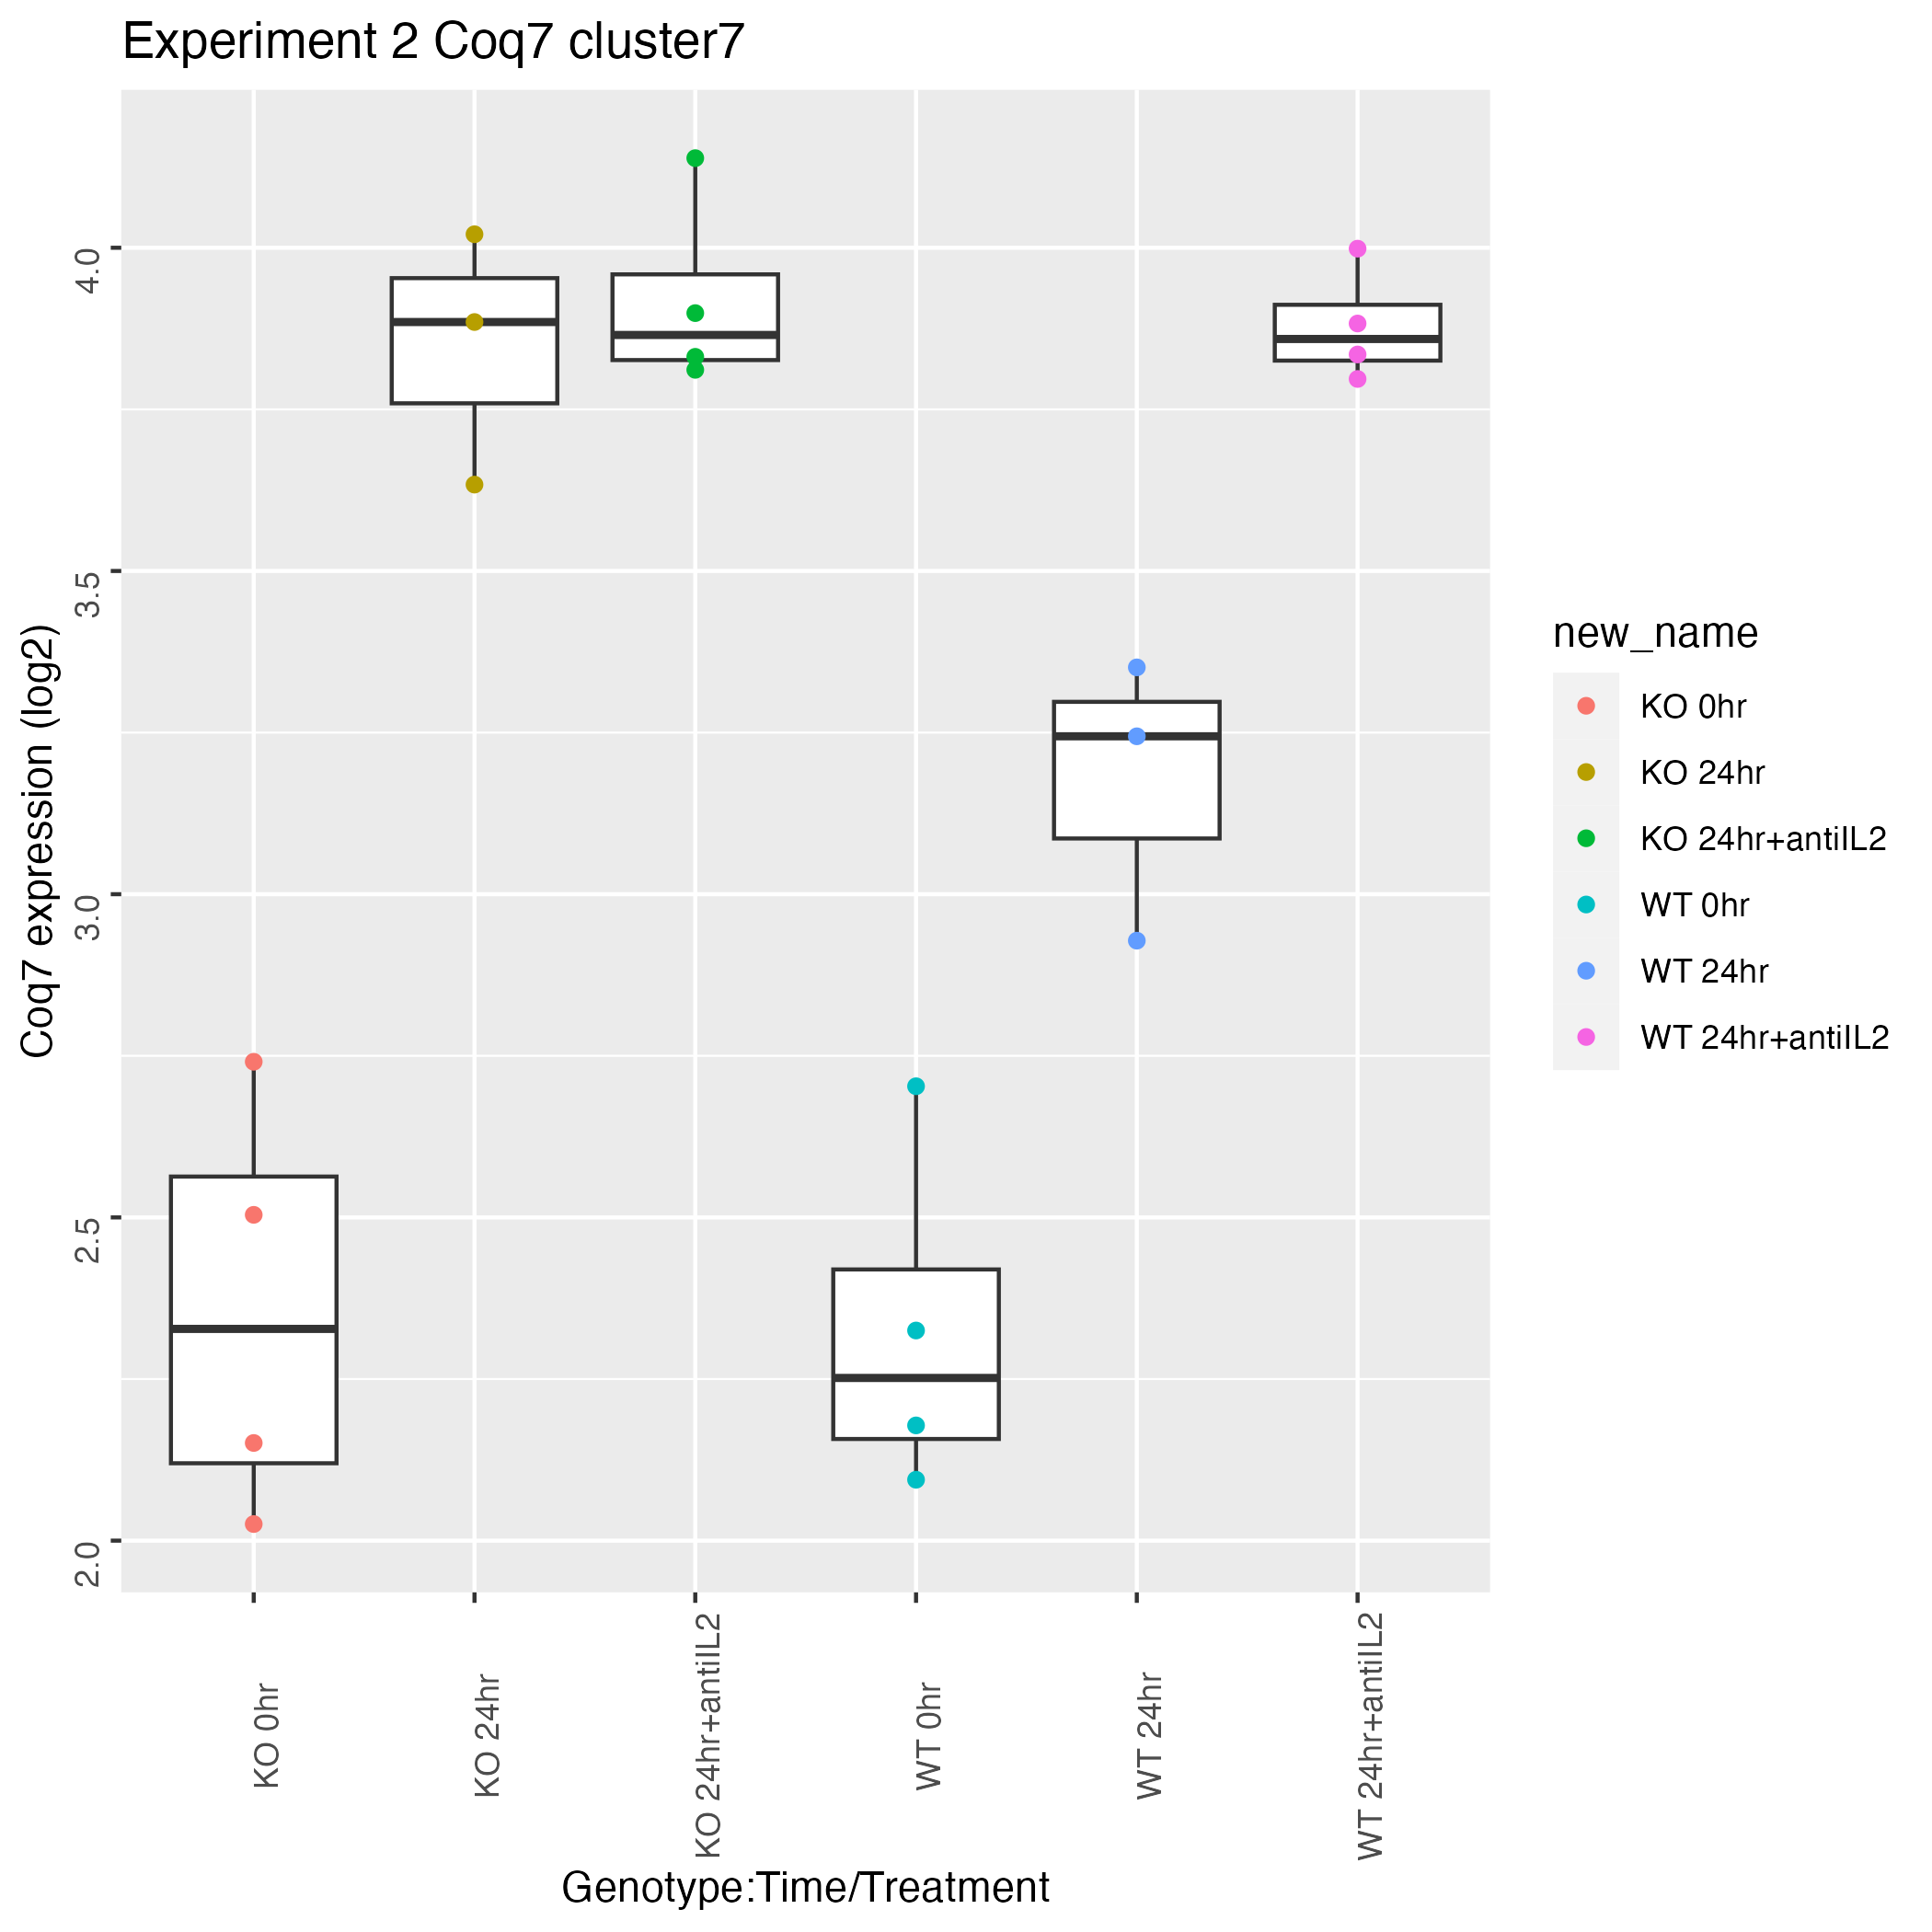 Experiment 2 Coq7 cluster7
Coq7 expression (log2)
4.0
3.5
3.0
2.5
2.0
KO 0hr
KO 24hr
KO 24hr+antiIL2
WT 0hr
WT 24hr
WT 24hr+antiIL2
Genotype:Time/Treatment
new_name
KO 0hr
KO 24hr
KO 24hr+antiIL2
WT 0hr
WT 24hr
WT 24hr+antiIL2